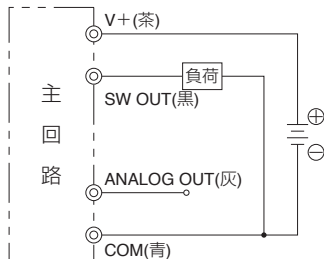 V+(茶)
負荷
SW OUT(黒)
主回路
ANALOG OUT(灰)
COM(青)
⊕
⊖